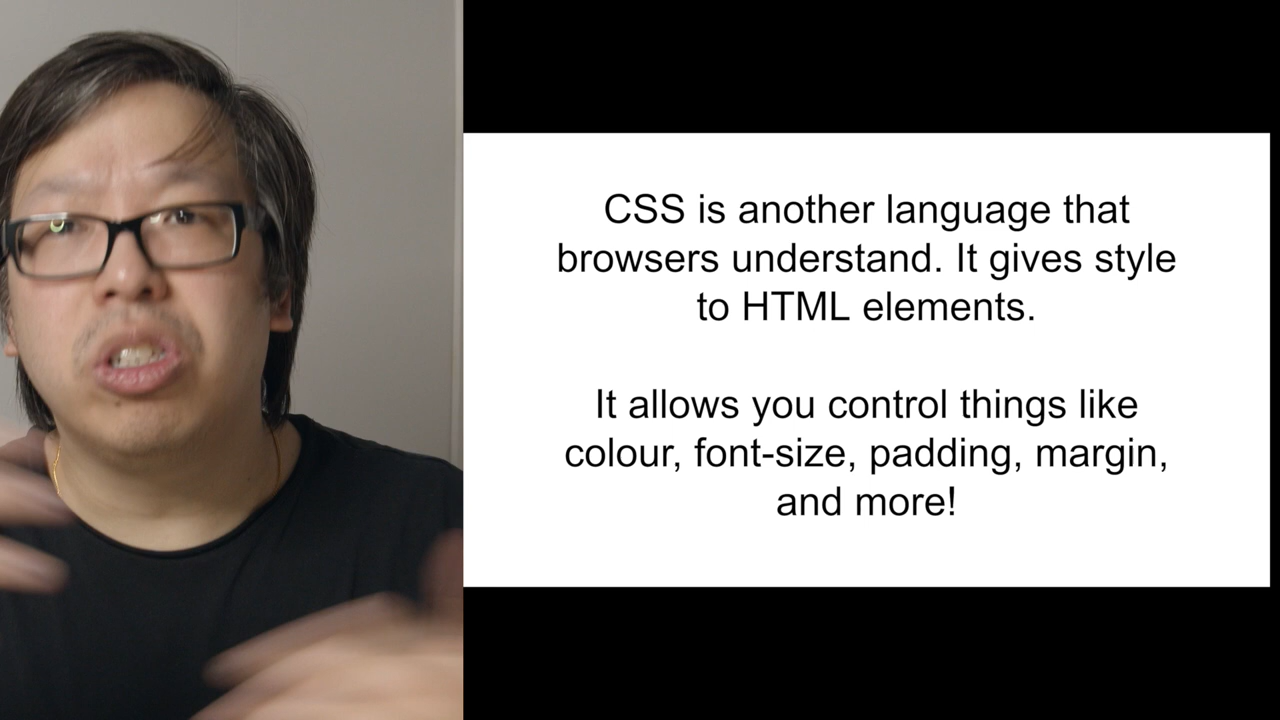 CSS is another language that
browsers understand. It gives style
to HTML elements.
It allows you control things like
colour, font-size, padding, margin,
and more!